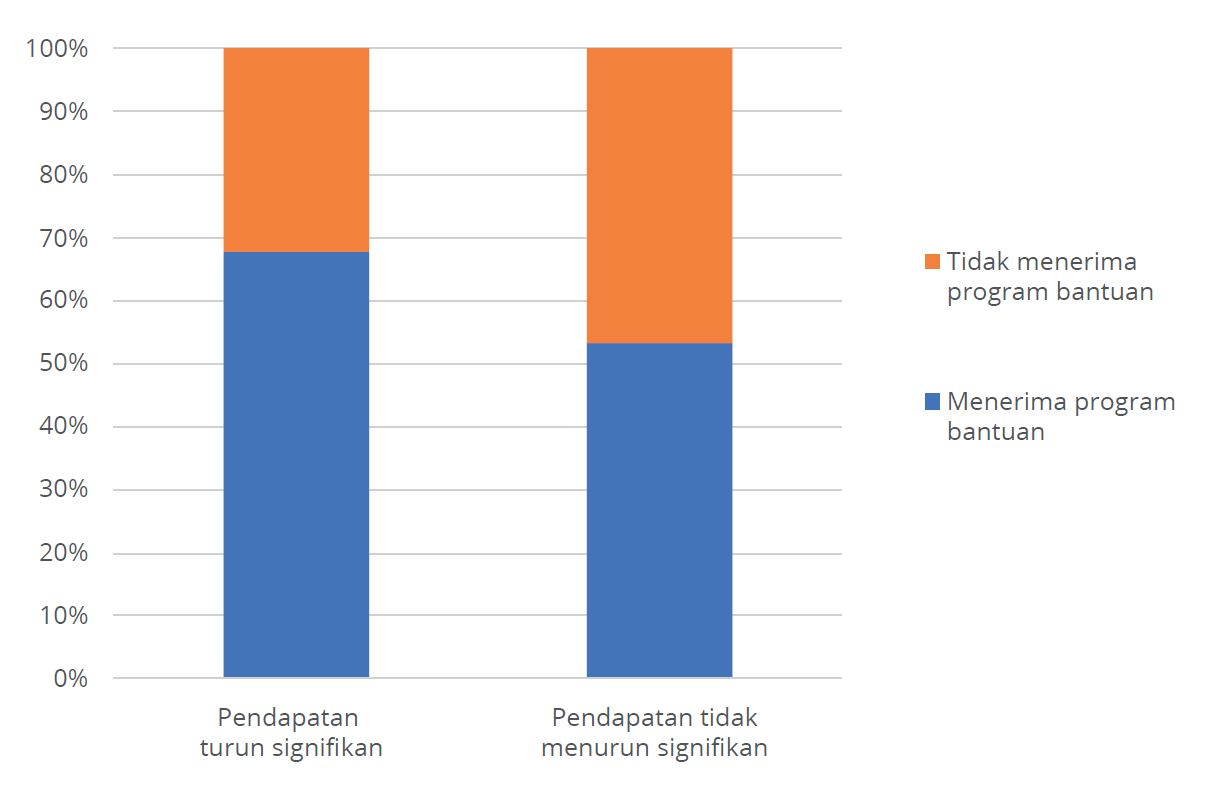 100%
90%
80%
70%
60%
50%
40%
30%
20%
10%
0%
Pendapatan
turun signifikan
Pendapatan tidak
menurun signifikan
Tidak menerima
program bantuan
Menerima program
bantuan